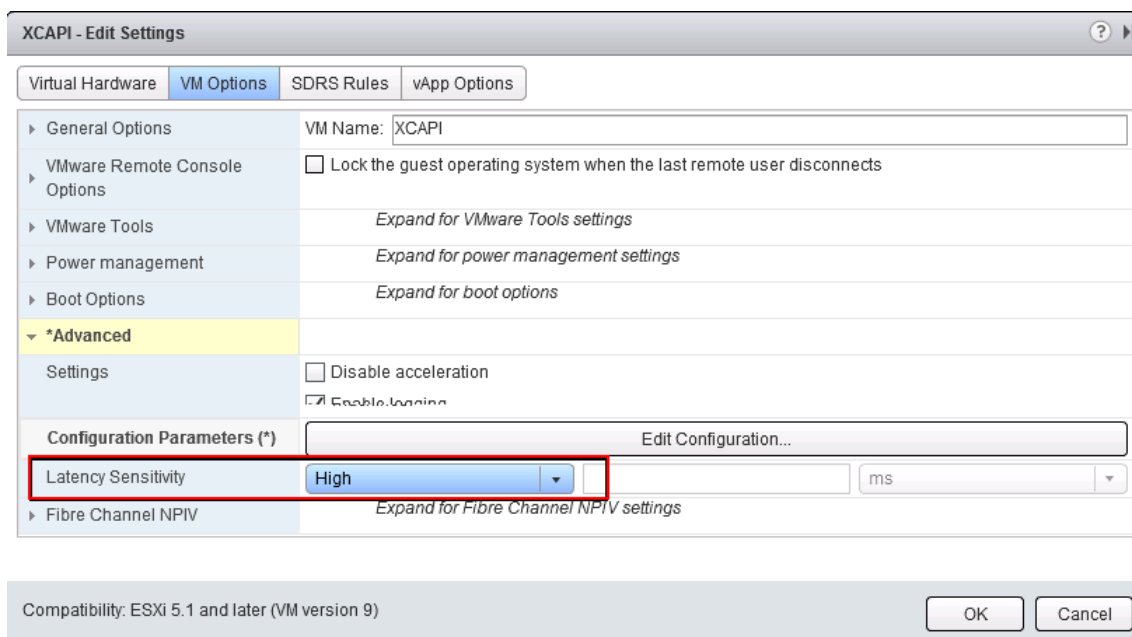 XCAPI - Edit Settings
?
Virtual Hardware
VM Options
SDRS Rules
vApp Options
General Options
VM Name: XCAPI
VMware Remote Console
Options
Lock the guest operating system when the last remote user disconnects
VMware Tools
Expand for VMware Tools settings
Power management
Expand for power management settings
Boot Options
Expand for boot options
*Advanced
Settings
Disable acceleration
Enable logging
Configuration Parameters (*)
Edit Configuration...
Latency Sensitivity
High
ms
Fibre Channel NPIV
Expand for Fibre Channel NPIV settings
Compatibility: ESXi 5.1 and later (VM version 9)
OK
Cancel